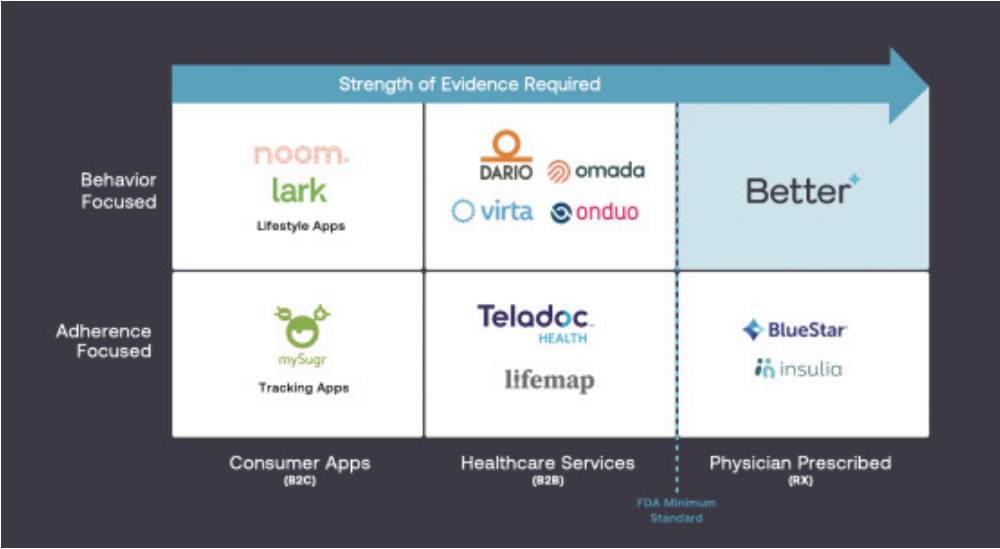 Strength of Evidence Required
Behavior
Focused
noom.
lark
Lifestyle Apps
DARIO
omada
virta
onduo
Better+
Adherence
Focused
mySugr
Tracking Apps
Teladoc
HEALTH
lifemap
BlueStar
insulia
Consumer Apps
(B2C)
Healthcare Services
(B2B)
Physician Prescribed
(RX)
FDA Minimum
Standard